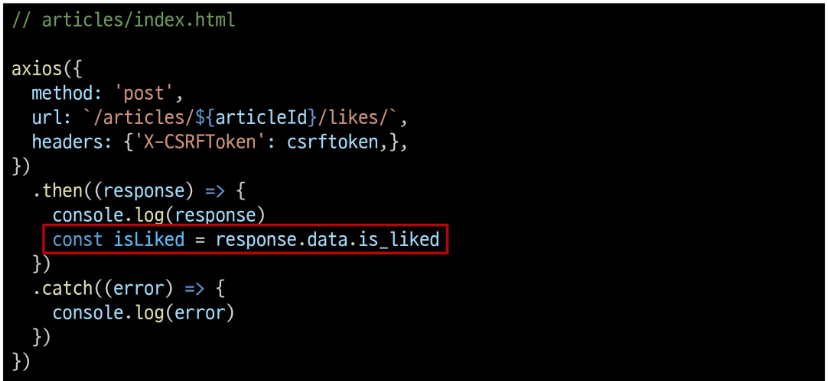 // articles/index.html
axios({
  method: 'post',
  url: `/articles/${articleId}/likes/`,
  headers: {'X-CSRFToken': csrftoken,},
})
  .then((response) => {
    console.log(response)
    const isLiked = response.data.is_liked
  })
  .catch((error) => {
    console.log(error)
  })
})